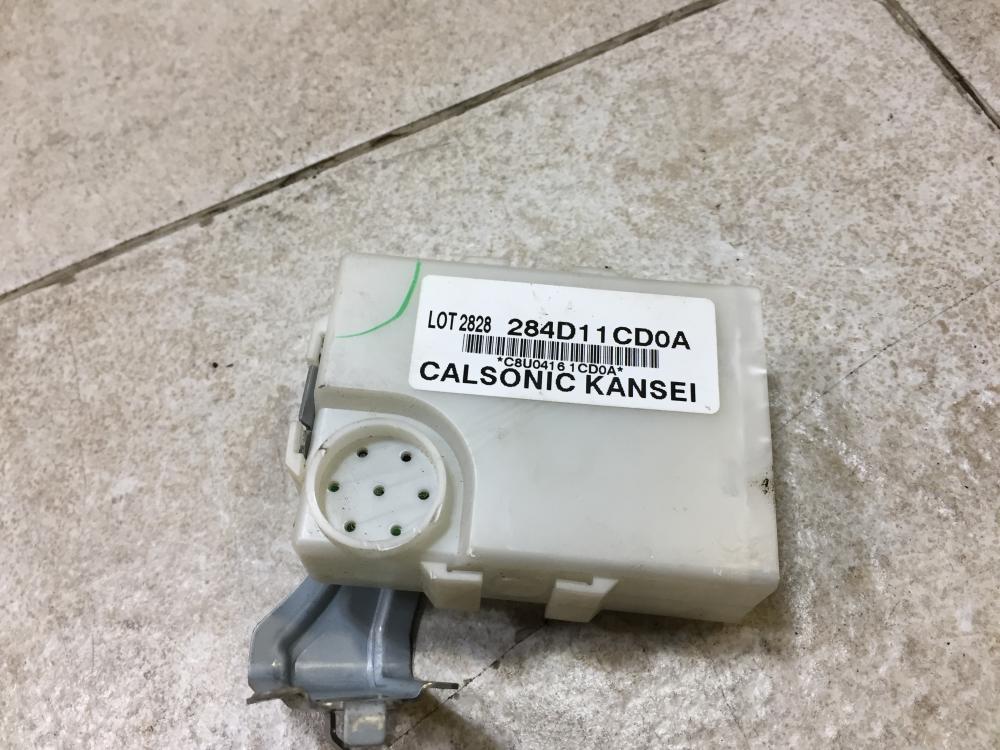 LOT 2828 284D11CD0A
*C8U0416 1CD0A*
CALSONIC KANSEI